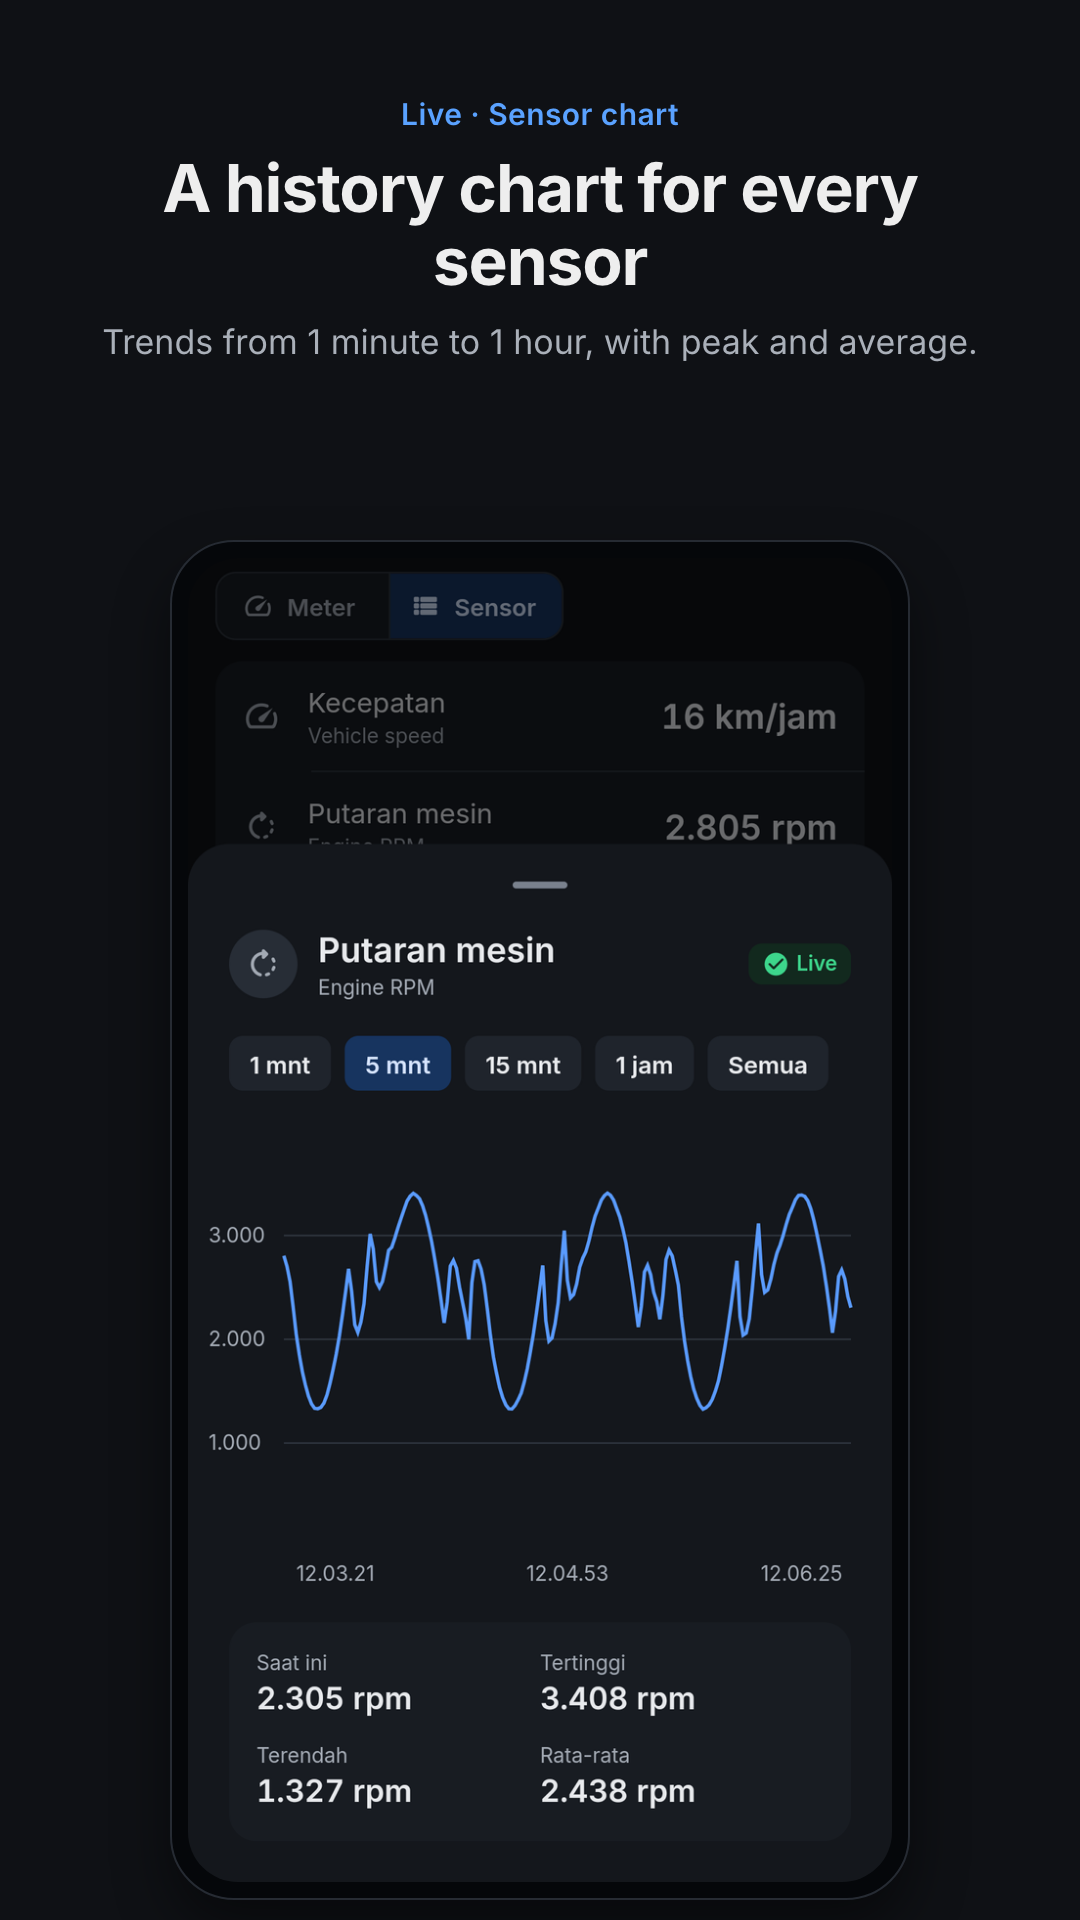 Live · Sensor chart
A history chart for every
sensor
Trends from 1 minute to 1 hour, with peak and average.
Meter
Sensor
Kecepatan
Vehicle speed
16 km/jam
Putaran mesin
Engine RPM
2.805 rpm
Putaran mesin
Engine RPM
Live
1 mnt
5 mnt
15 mnt
1 jam
Semua
3.000
2.000
1.000
12.03.21
12.04.53
12.06.25
Saat ini
2.305 rpm
Tertinggi
3.408 rpm
Terendah
1.327 rpm
Rata-rata
2.438 rpm